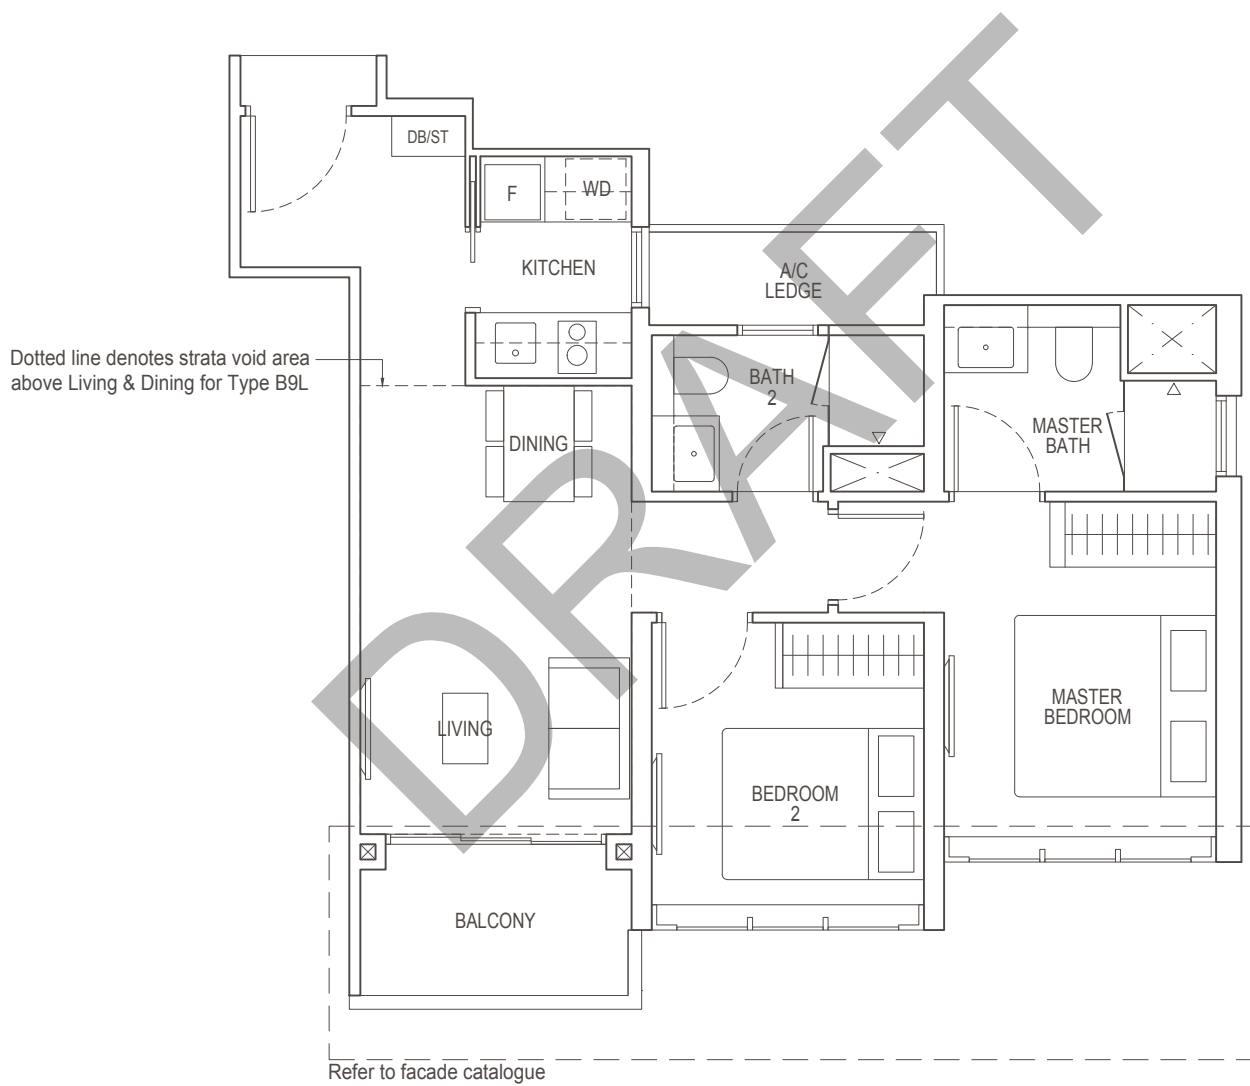 DB/ST
F
WD
KITCHEN
A/C
LEDGE
Dotted line denotes strata void area
above Living & Dining for Type B9L
BATH
2
MASTER
BATH
DINING
MASTER
BEDROOM
LIVING
BEDROOM
2
BALCONY
Refer to facade catalogue
DRAFT